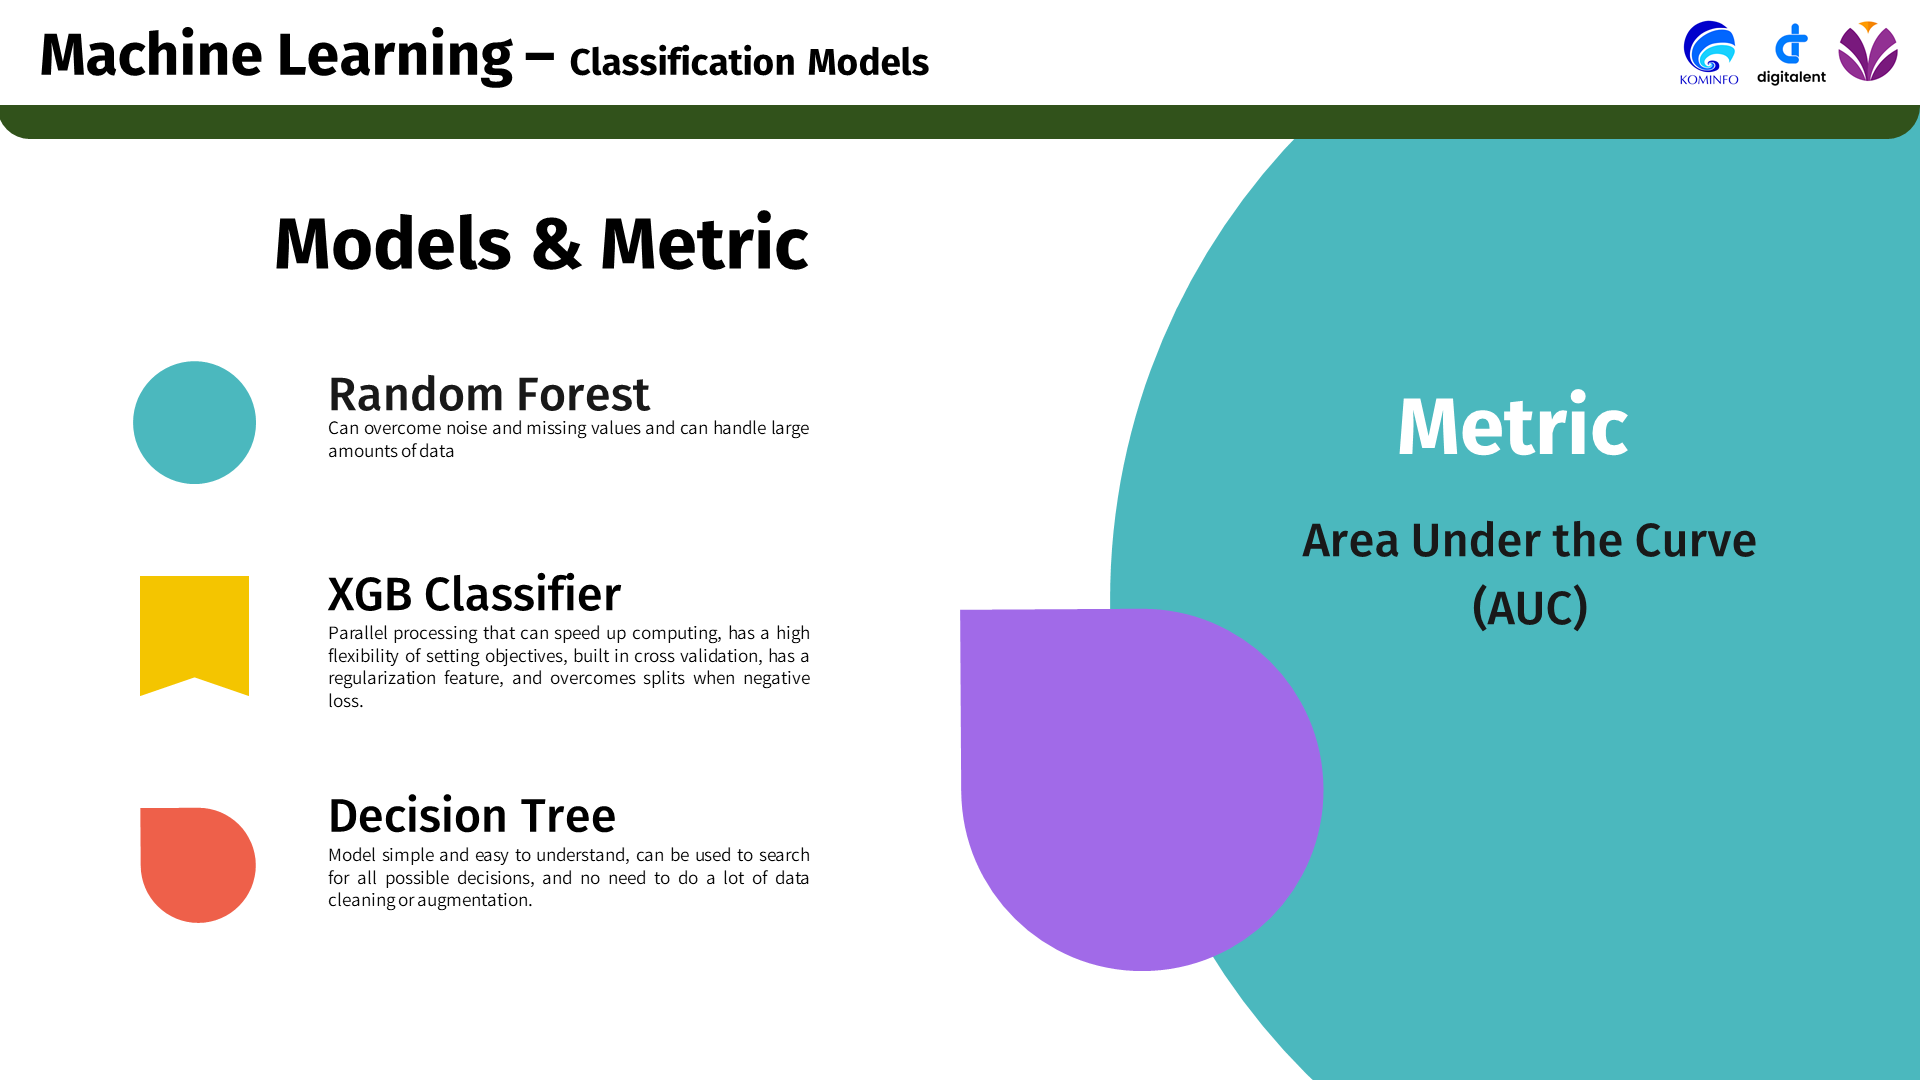 Machine Learning – Classification Models
KOMINFO
digitalent
Models & Metric
Random Forest
Can overcome noise and missing values and can handle large
amounts of data
XGB Classifier
Parallel processing that can speed up computing, has a high
flexibility of setting objectives, built in cross validation, has a
regularization feature, and overcomes splits when negative
loss.
Decision Tree
Model simple and easy to understand, can be used to search
for all possible decisions, and no need to do a lot of data
cleaning or augmentation.
Metric
Area Under the Curve
(AUC)